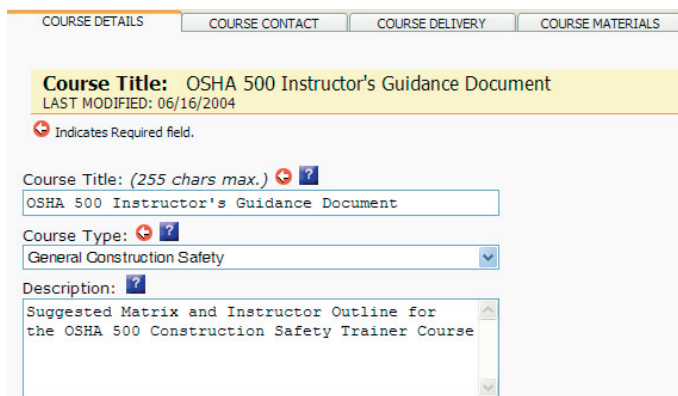 COURSE DETAILS COURSE CONTACT COURSE DELIVERY COURSE MATERIALS
Course Title: OSHA 500 Instructor's Guidance Document
LAST MODIFIED: 06/16/2004
Indicates Required field.
Course Title: (255 chars max.) ?
OSHA 500 Instructor's Guidance Document
Course Type: ?
General Construction Safety
Description: ?
Suggested Matrix and Instructor Outline for
the OSHA 500 Construction Safety Trainer Course